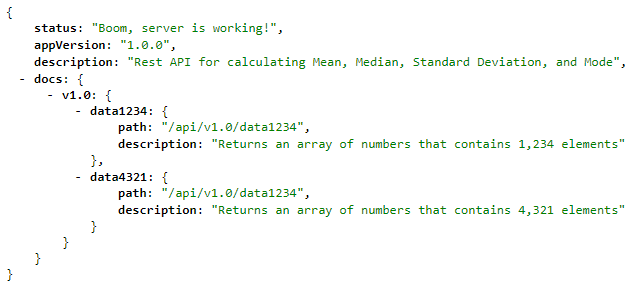 {
status: "Boom, server is working!",
appVersion: "1.0.0",
description: "Rest API for calculating Mean, Median, Standard Deviation, and Mode",
- docs: {
- v1.0: {
- data1234: {
path: "/api/v1.0/data1234",
description: "Returns an array of numbers that contains 1,234 elements"
},
- data4321: {
path: "/api/v1.0/data1234",
description: "Returns an array of numbers that contains 4,321 elements"
}
}
}
}